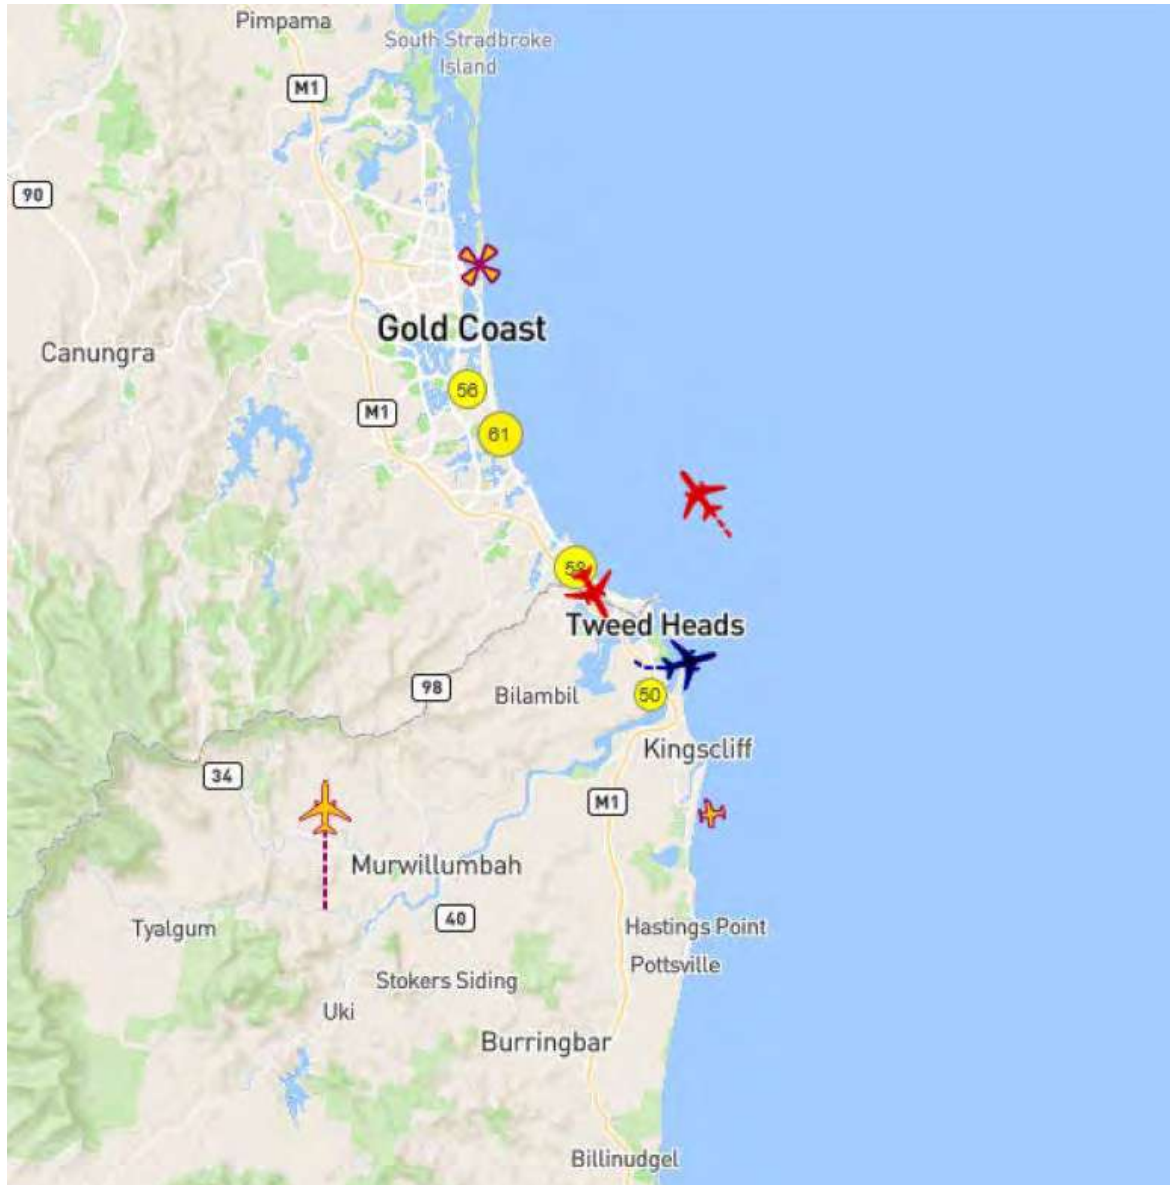 Pimpama
South Stradbroke
Island
M1
90
Gold Coast
Canungra
56
M1
61
Tweed Heads
98
Bilambil
50
Kingscliff
34
M1
Murwillumbah
40
Tyalgum
Hastings Point
Pottsville
Stokers Siding
Uki
Burringbar
Billinudgel